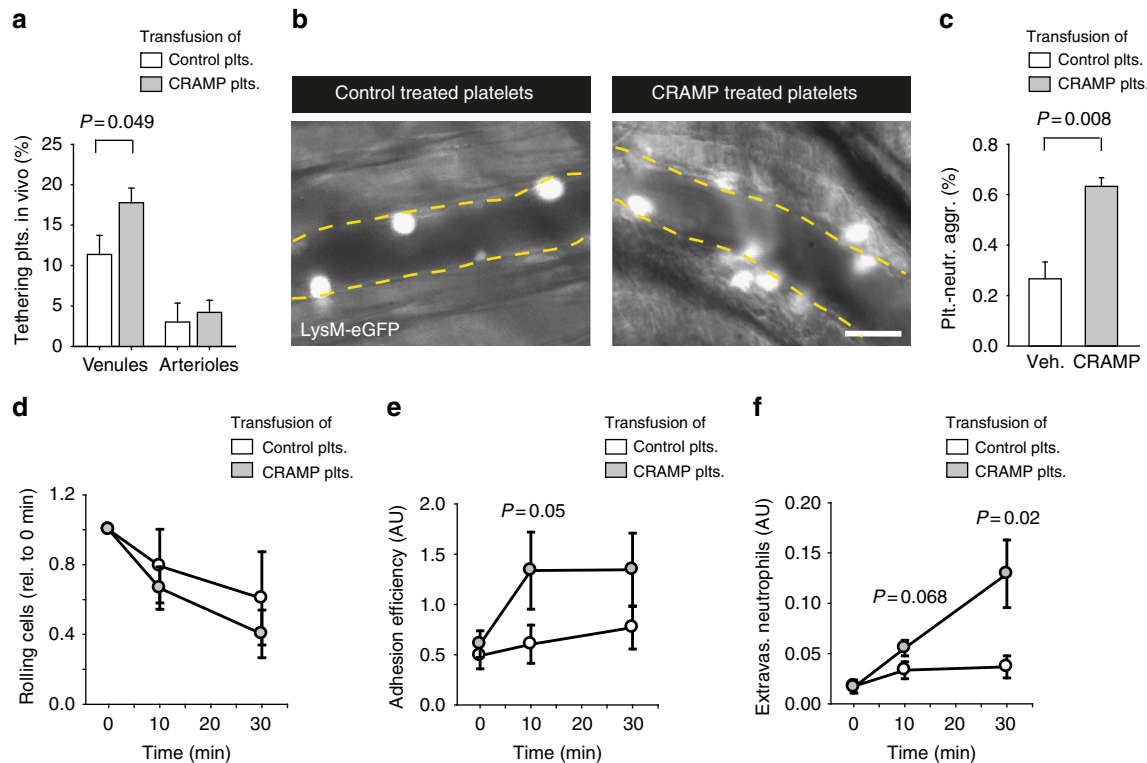 a
Transfusion of
Control plts.
CRAMP plts.
P=0.049
Tethering plts. in vivo (%)
25
20
15
10
5
0
Venules
Arterioles
b
Control treated platelets
CRAMP treated platelets
LysM-eGFP
c
Transfusion of
Control plts.
CRAMP plts.
P=0.008
Plt.-neutr. aggr. (%)
0.8
0.6
0.4
0.2
0.0
Veh.
CRAMP
d
Transfusion of
Control plts.
CRAMP plts.
Rolling cells (rel. to 0 min)
1.2
0.8
0.4
0.0
0 10 20 30
Time (min)
e
Transfusion of
Control plts.
CRAMP plts.
P=0.05
Adhesion efficiency (AU)
2.0
1.5
1.0
0.5
0.0
0 10 20 30
Time (min)
f
Transfusion of
Control plts.
CRAMP plts.
P=0.02
P=0.068
Extravas. neutrophils (AU)
0.20
0.15
0.10
0.05
0.00
0 10 20 30
Time (min)